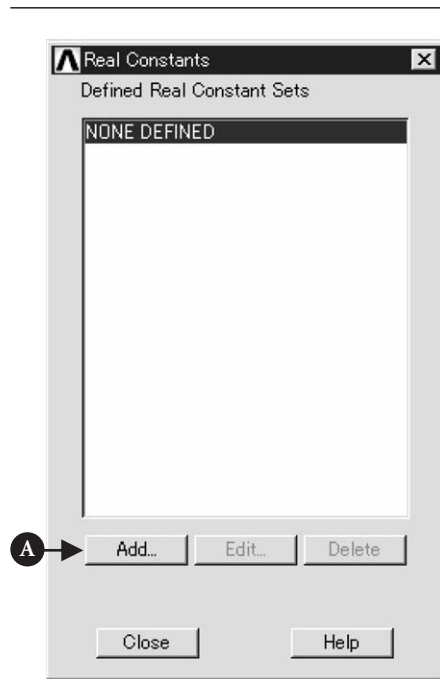 Real Constants
Defined Real Constant Sets
NONE DEFINED
A
Add... Edit... Delete
Close Help